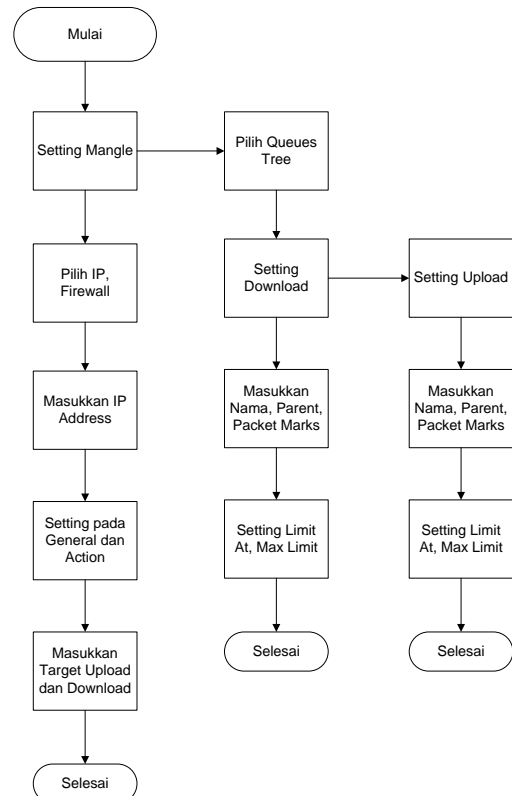 Mulai
Setting Mangle
Pilih IP,
Firewall
Masukkan IP
Address
Setting pada
General dan
Action
Masukkan
Target Upload
dan Download
Selesai
Pilih Queues
Tree
Setting
Download
Masukkan
Nama, Parent,
Packet Marks
Setting Limit
At, Max Limit
Selesai
Setting Upload
Masukkan
Nama, Parent,
Packet Marks
Setting Limit
At, Max Limit
Selesai